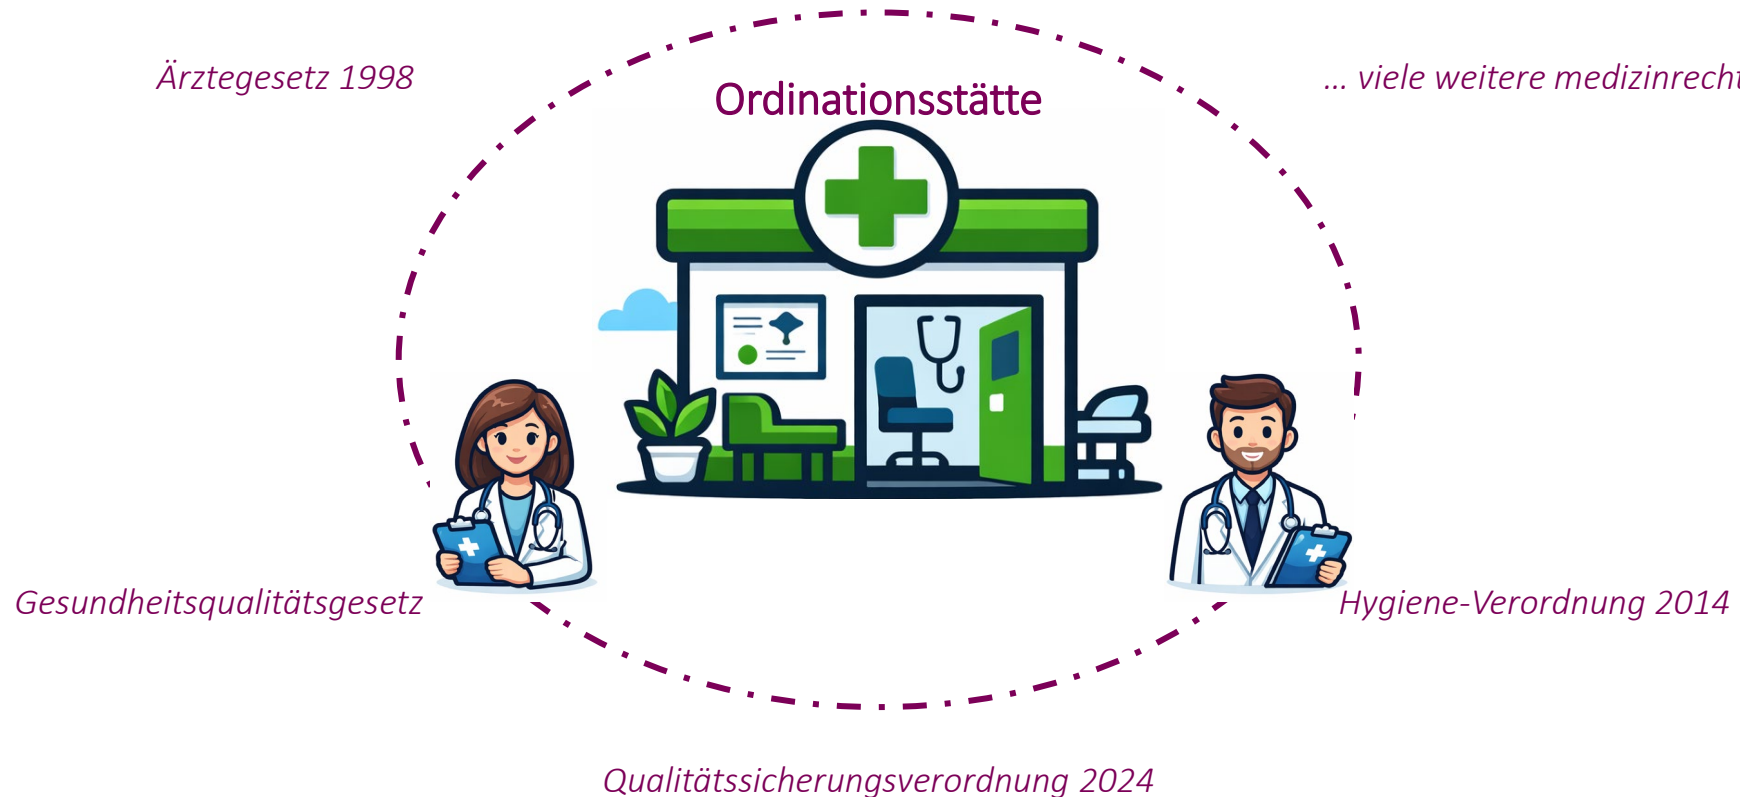 Ärztegesetz 1998
... viele weitere medizinrecht
Ordinationsstätte
Gesundheitsqualitätsgesetz
Hygiene-Verordnung 2014
Qualitätssicherungsverordnung 2024